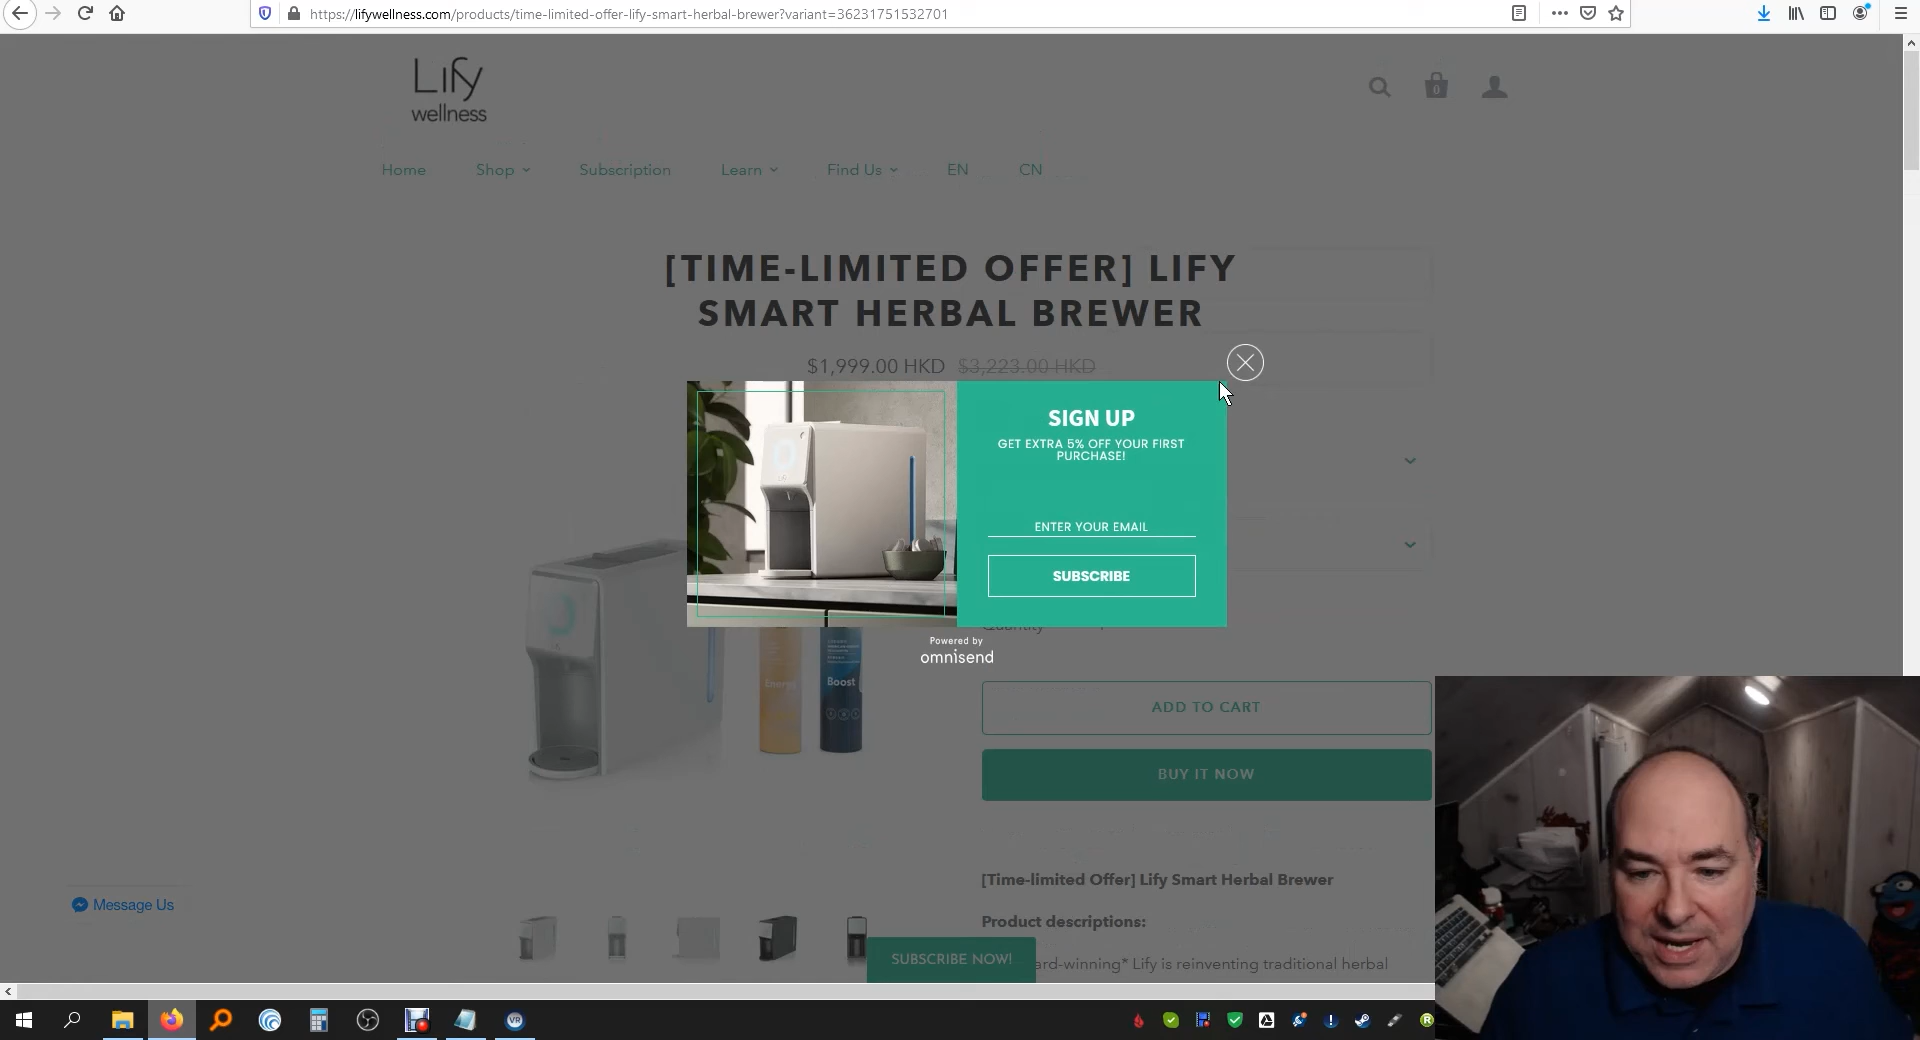 https://lifywellness.com/products/time-limited-offer-lify-smart-herbal-brewer?variant=36231751532701
Lify
wellness
0
Home Shop Subscription Learn Find Us EN CN
[TIME-LIMITED OFFER] LIFY
SMART HERBAL BREWER
$1,999.00 HKD $3,223.00 HKD
SIGN UP
GET EXTRA 5% OFF YOUR FIRST
PURCHASE!
ENTER YOUR EMAIL
SUBSCRIBE
Quantity
Powered by
omnisend
Energy
Boost
ADD TO CART
BUY IT NOW
[Time-limited Offer] Lify Smart Herbal Brewer
Message Us
Product descriptions:
SUBSCRIBE NOW!
ard-winning* Lify is reinventing traditional herbal
VR
R